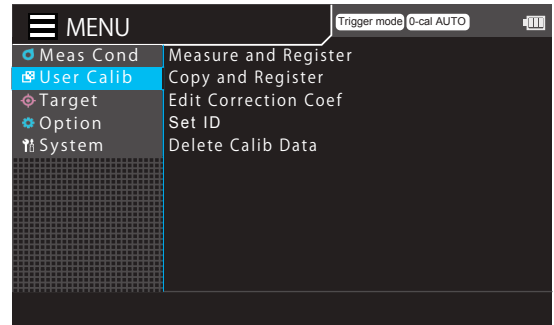 MENU
Trigger mode 0-cal AUTO
Meas Cond
User Calib
Target
Option
System
Measure and Register
Copy and Register
Edit Correction Coef
Set ID
Delete Calib Data